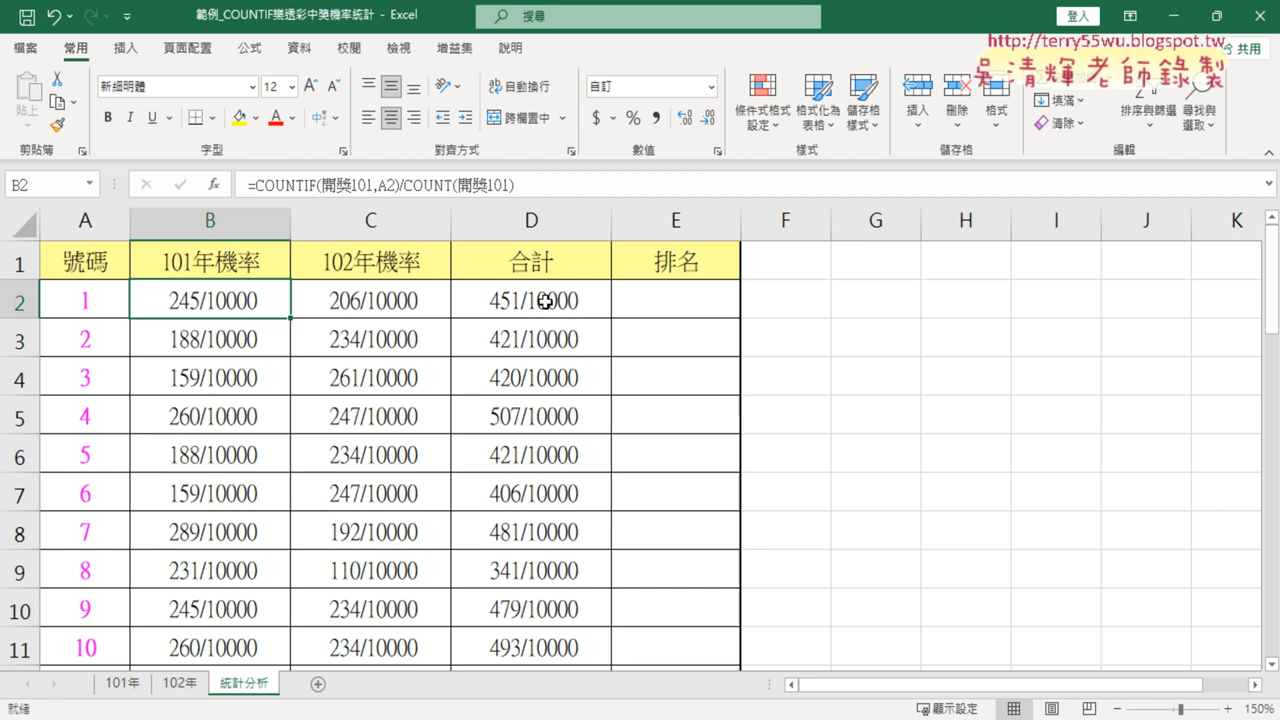 範例_COUNTIF樂透彩中獎機率統計 - Excel
搜尋
登入
http://terry55wu.blogspot.tw
吳清輝老師錄製
檔案 常用 插入 頁面配置 公式 資料 校閱 檢視 增益集 說明
共用
貼上
新細明體 12
自動換行
自訂
條件式格式設定 格式化為表格 儲存格樣式
插入 刪除 格式
填滿
清除
排序與篩選 尋找與選取
B I U
跨欄置中
$ % ,
剪貼簿 字型 對齊方式 數值 樣式 儲存格 編輯
B2 fx =COUNTIF(開獎101,A2)/COUNT(開獎101)
A B C D E F G H I J K
1 號碼 101年機率 102年機率 合計 排名
2 1 245/10000 206/10000 451/10000
3 2 188/10000 234/10000 421/10000
4 3 159/10000 261/10000 420/10000
5 4 260/10000 247/10000 507/10000
6 5 188/10000 234/10000 421/10000
7 6 159/10000 247/10000 406/10000
8 7 289/10000 192/10000 481/10000
9 8 231/10000 110/10000 341/10000
10 9 245/10000 234/10000 479/10000
11 10 260/10000 234/10000 493/10000
101年 102年 統計分析
就緒
顯示設定
150%